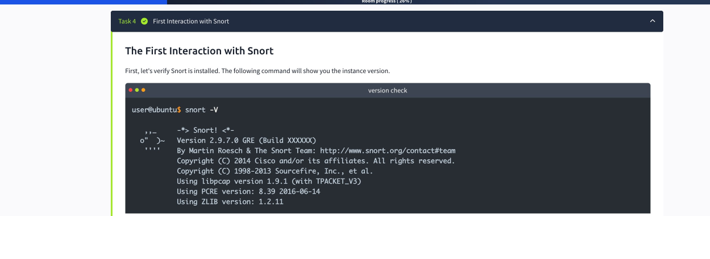 Room progress ( 26% )
Task 4 First Interaction with Snort
The First Interaction with Snort
First, let's verify Snort is installed. The following command will show you the instance version.
version check
user@ubuntu$ snort -V
,,_ -*> Snort! <*-
o" )~ Version 2.9.7.0 GRE (Build XXXXXX)
'''' By Martin Roesch & The Snort Team: http://www.snort.org/contact#team
Copyright (C) 2014 Cisco and/or its affiliates. All rights reserved.
Copyright (C) 1998-2013 Sourcefire, Inc., et al.
Using libpcap version 1.9.1 (with TPACKET_V3)
Using PCRE version: 8.39 2016-06-14
Using ZLIB version: 1.2.11